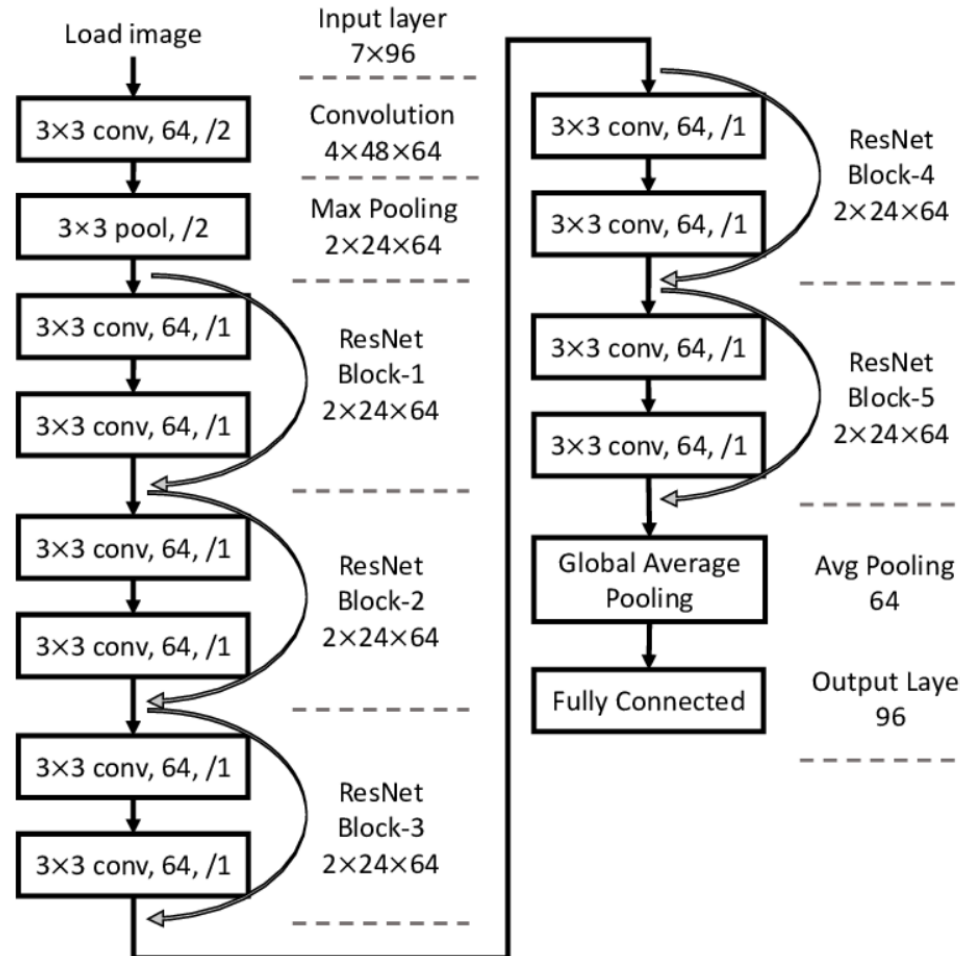 Load image
3×3 conv, 64, /2
3×3 pool, /2
3×3 conv, 64, /1
3×3 conv, 64, /1
3×3 conv, 64, /1
3×3 conv, 64, /1
3×3 conv, 64, /1
3×3 conv, 64, /1
Input layer
7×96
Convolution
4×48×64
Max Pooling
2×24×64
ResNet
Block-1
2×24×64
ResNet
Block-2
2×24×64
ResNet
Block-3
2×24×64
3×3 conv, 64, /1
3×3 conv, 64, /1
3×3 conv, 64, /1
3×3 conv, 64, /1
Global Average
Pooling
Fully Connected
ResNet
Block-4
2×24×64
ResNet
Block-5
2×24×64
Avg Pooling
64
Output Laye
96